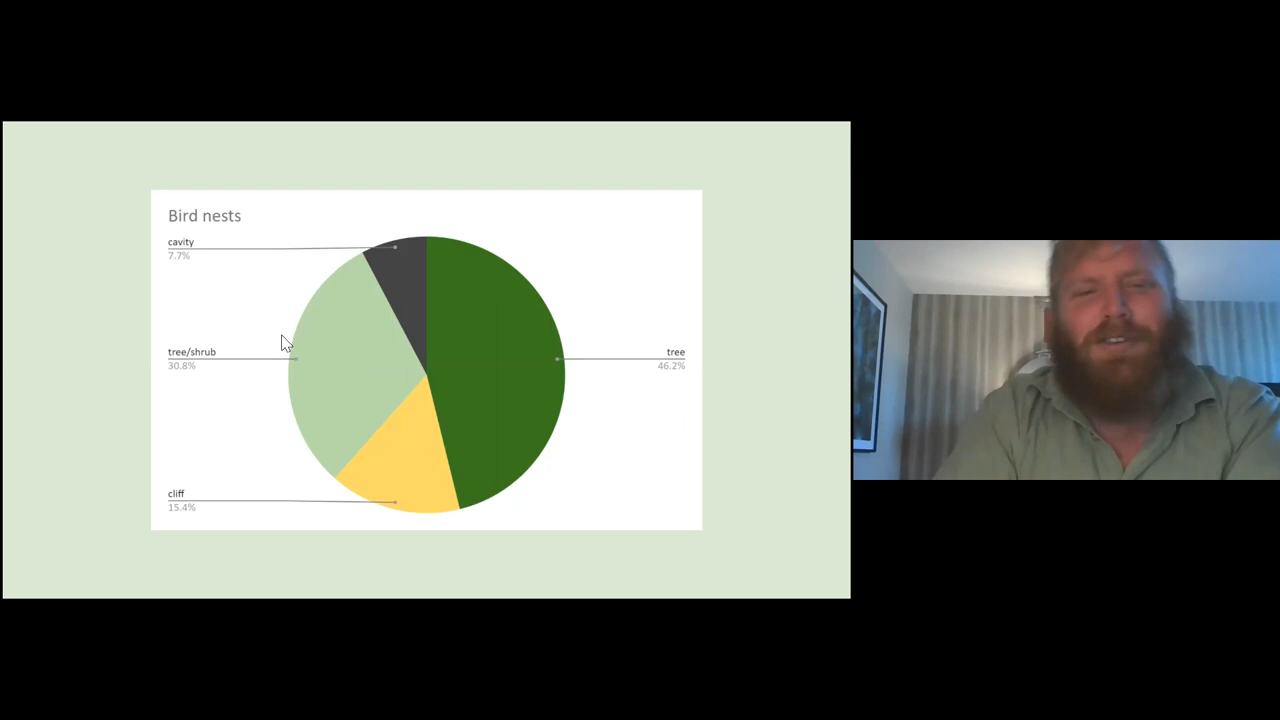 Bird nests
cavity
7.7%
tree/shrub
30.8%
tree
46.2%
cliff
15.4%